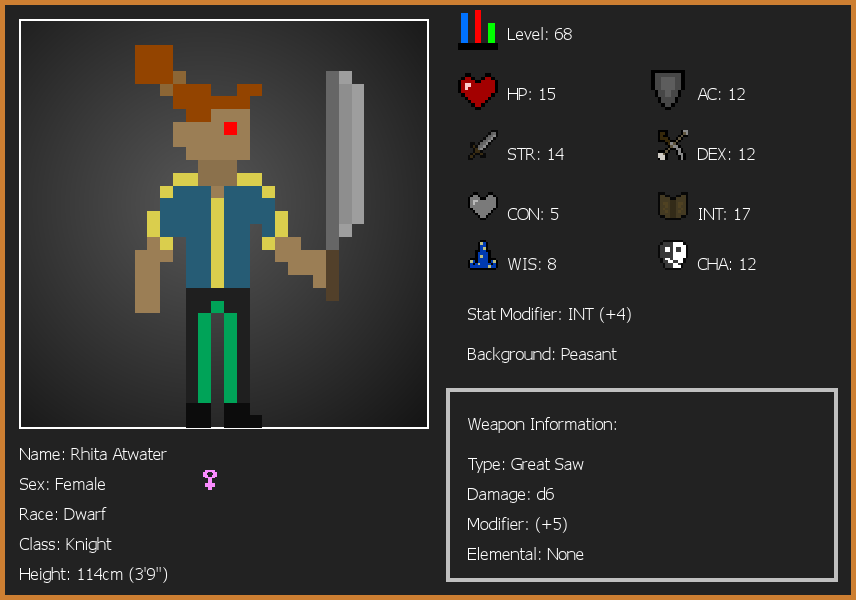 Level: 68
HP: 15
AC: 12
STR: 14
DEX: 12
CON: 5
INT: 17
WIS: 8
CHA: 12
Stat Modifier: INT (+4)
Background: Peasant
Weapon Information:
Type: Great Saw
Damage: d6
Modifier: (+5)
Elemental: None
Name: Rhita Atwater
Sex: Female
Race: Dwarf
Class: Knight
Height: 114cm (3'9")